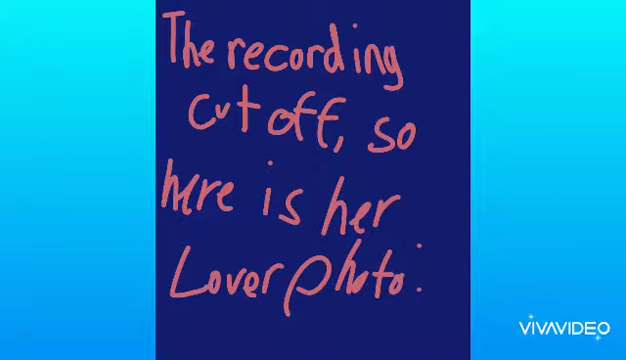 The recording
cut off, so
here is her
Lover photo:
VIVAVIDEO